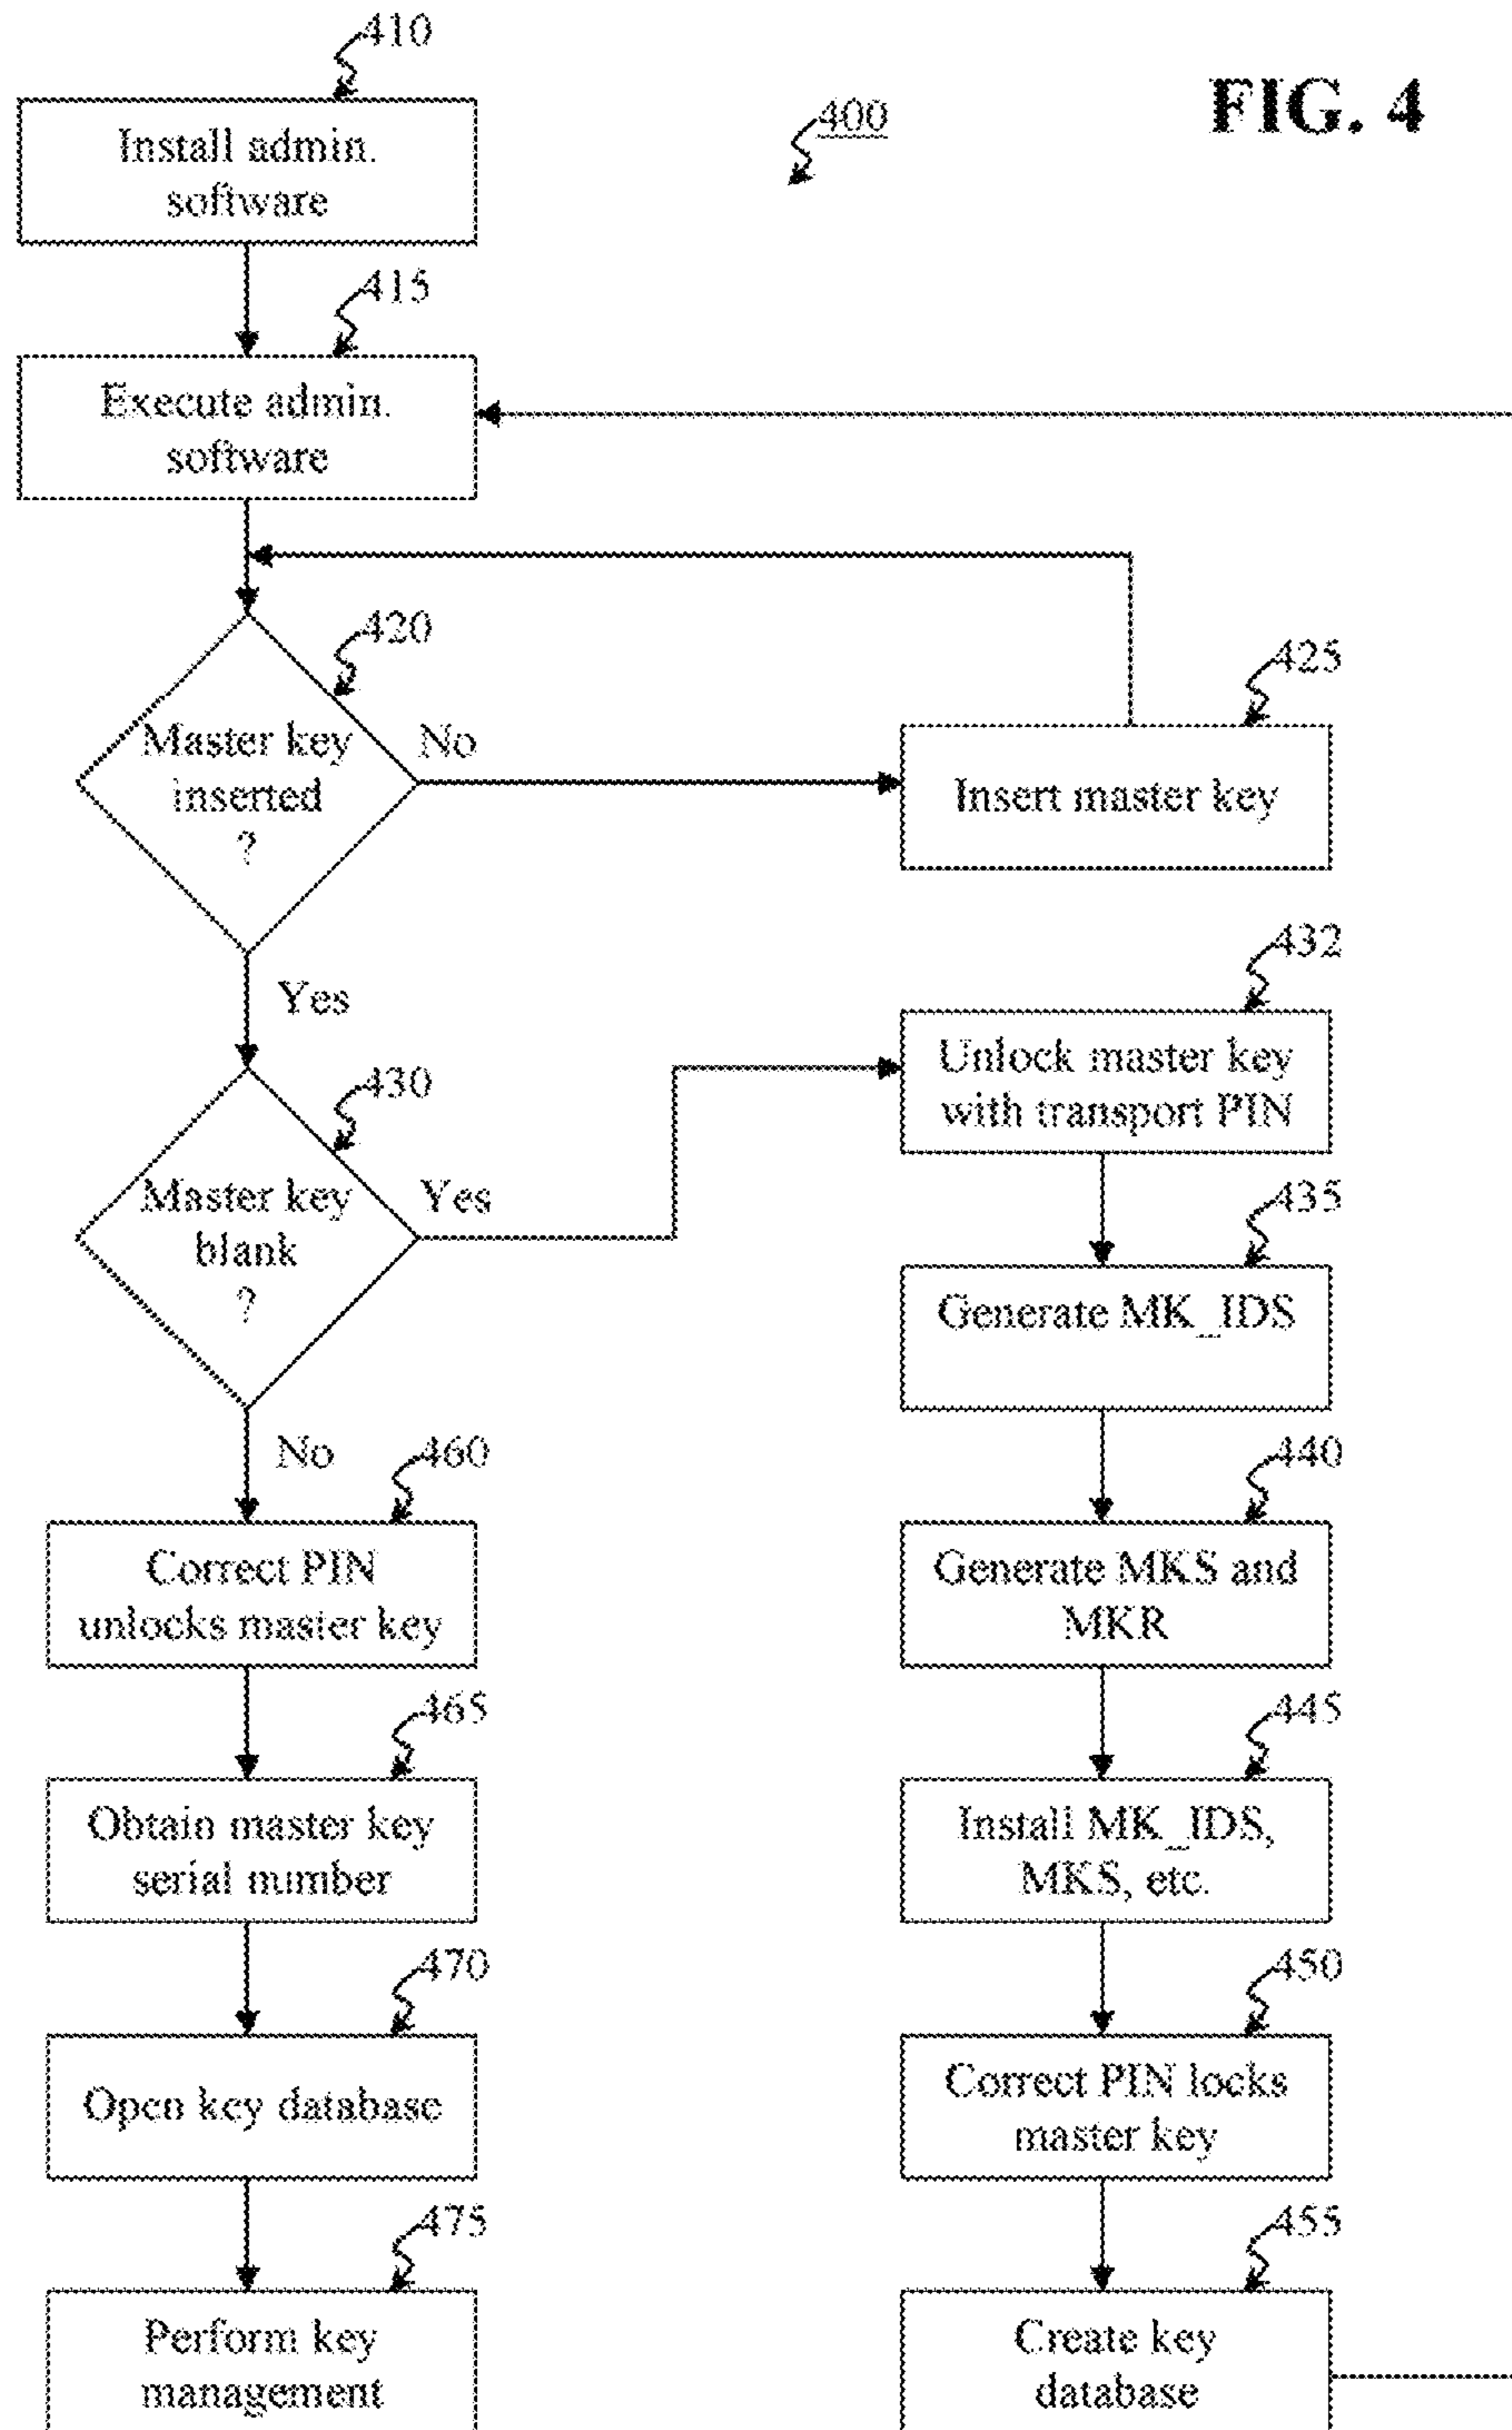 FIG. 4
400
410
Install admin.
software
415
Execute admin.
software
420
Master key
inserted
?
No
425
Insert master key
Yes
430
Master key
blank
?
Yes
432
Unlock master key
with transport PIN
435
Generate MK_IDS
440
Generate MKS and
MKR
445
Install MK_IDS,
MKS, etc.
450
Correct PIN locks
master key
455
Create key
database
No
460
Correct PIN
unlocks master key
465
Obtain master key
serial number
470
Open key database
475
Perform key
management